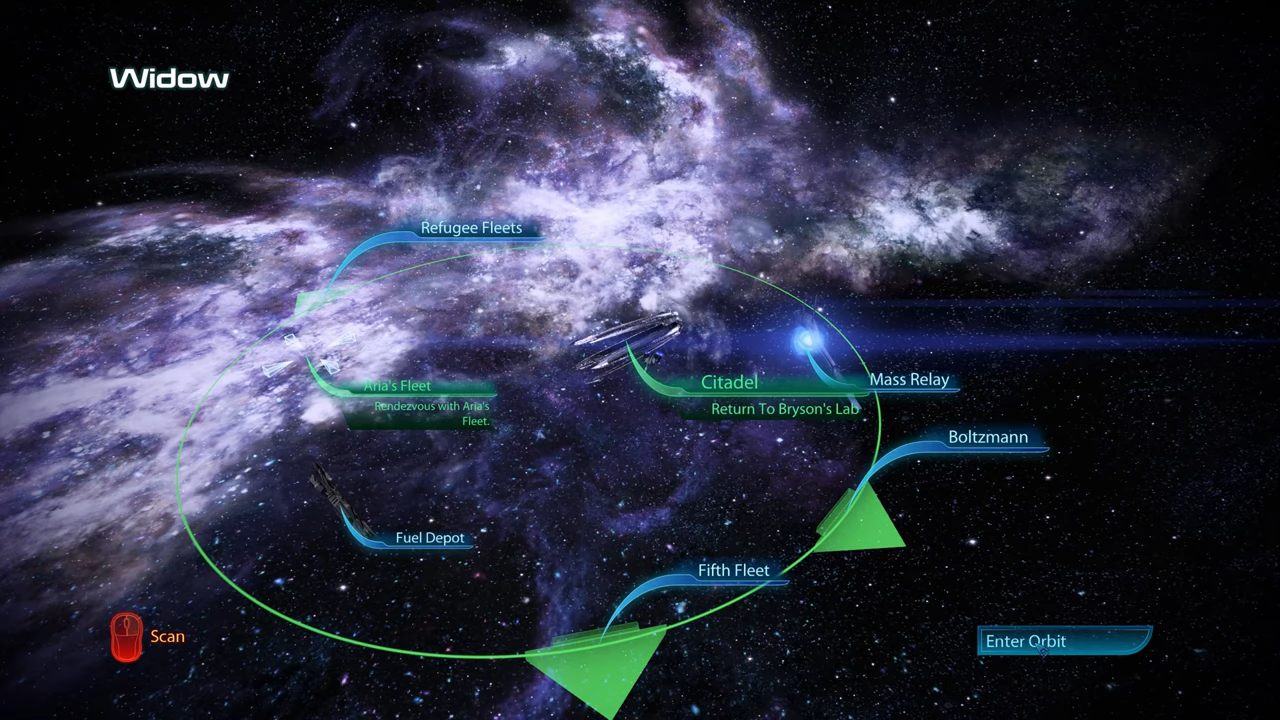 Widow
Refugee Fleets
Aria's Fleet
Rendezvous with Aria's
Fleet.
Citadel
Return To Bryson's Lab
Mass Relay
Boltzmann
Fuel Depot
Fifth Fleet
Scan
Enter Orbit